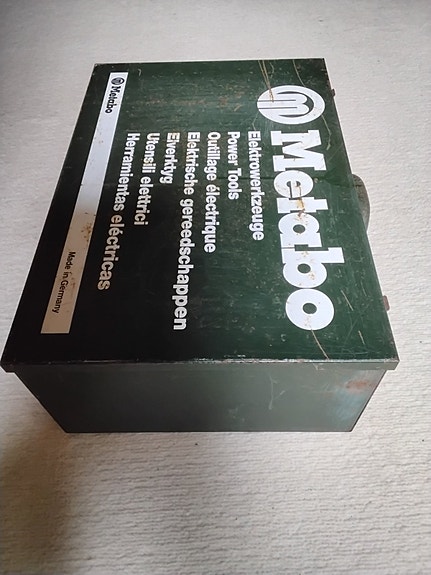 Metabo
Elektrowerkzeuge
Power Tools
Outillage électrique
Elektrische gereedschappen
Elverktyg
Utensili elettrici
Herramientas eléctricas
Metabo
Made in Germany